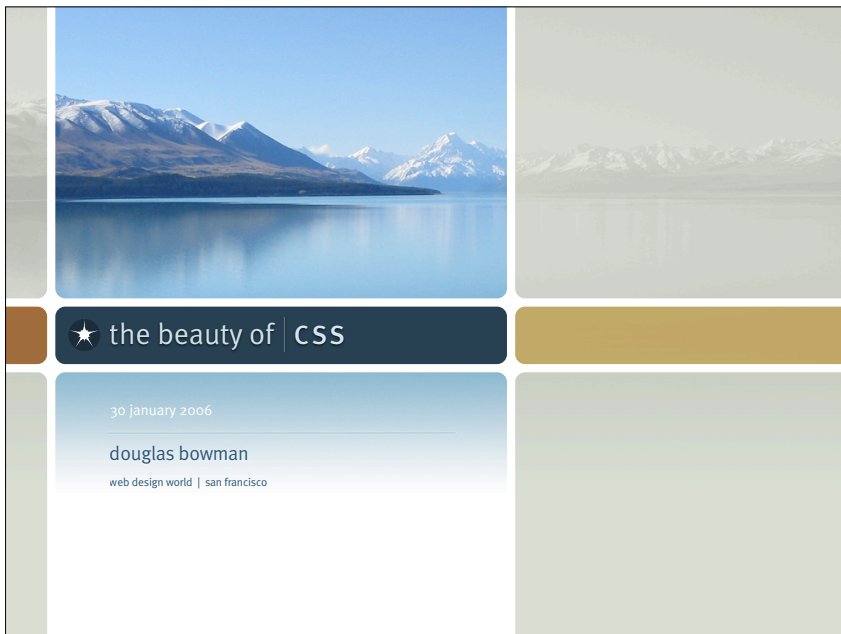 the beauty of | CSS
30 january 2006
douglas bowman
web design world | san francisco